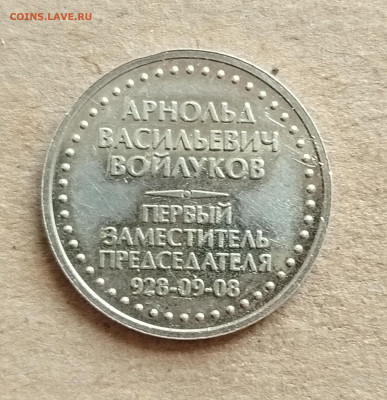 COINS.LAVE.RU
АРНОЛЬД
ВАСИЛЬЕВИЧ
ВОЙЛУКОВ
ПЕРВЫЙ
ЗАМЕСТИТЕЛЬ
ПРЕДСЕДАТЕЛЯ
928-09-08